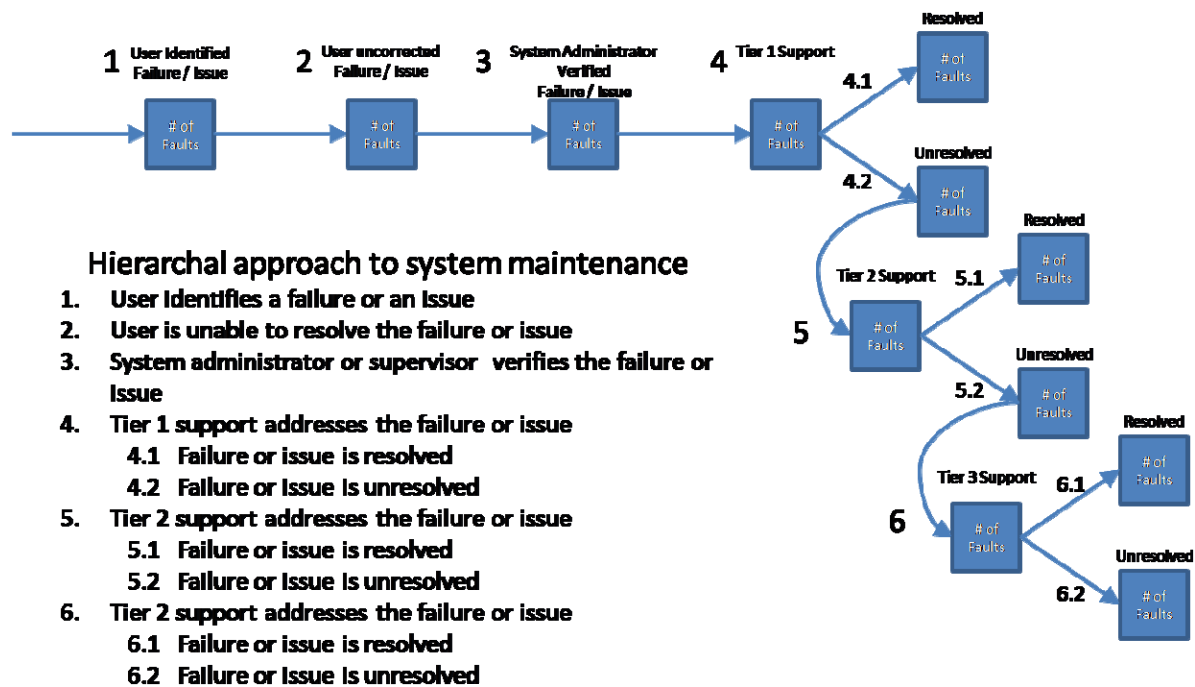 1 User Identified
Failure / Issue
# of
Faults
2 User uncorrected
Failure / Issue
# of
Faults
3 System Administrator
Verified
Failure / Issue
# of
Faults
4 Tier 1 Support
# of
Faults
4.1
Resolved
# of
Faults
4.2
Unresolved
# of
Faults
5
Tier 2 Support
# of
Faults
5.1
Resolved
# of
Faults
5.2
Unresolved
# of
Faults
6
Tier 3 Support
# of
Faults
6.1
Resolved
# of
Faults
6.2
Unresolved
# of
Faults
Hierarchal approach to system maintenance
1. User identifies a failure or an issue
2. User is unable to resolve the failure or issue
3. System administrator or supervisor verifies the failure or
issue
4. Tier 1 support addresses the failure or issue
4.1 Failure or issue is resolved
4.2 Failure or issue is unresolved
5. Tier 2 support addresses the failure or issue
5.1 Failure or issue is resolved
5.2 Failure or issue is unresolved
6. Tier 2 support addresses the failure or issue
6.1 Failure or issue is resolved
6.2 Failure or issue is unresolved